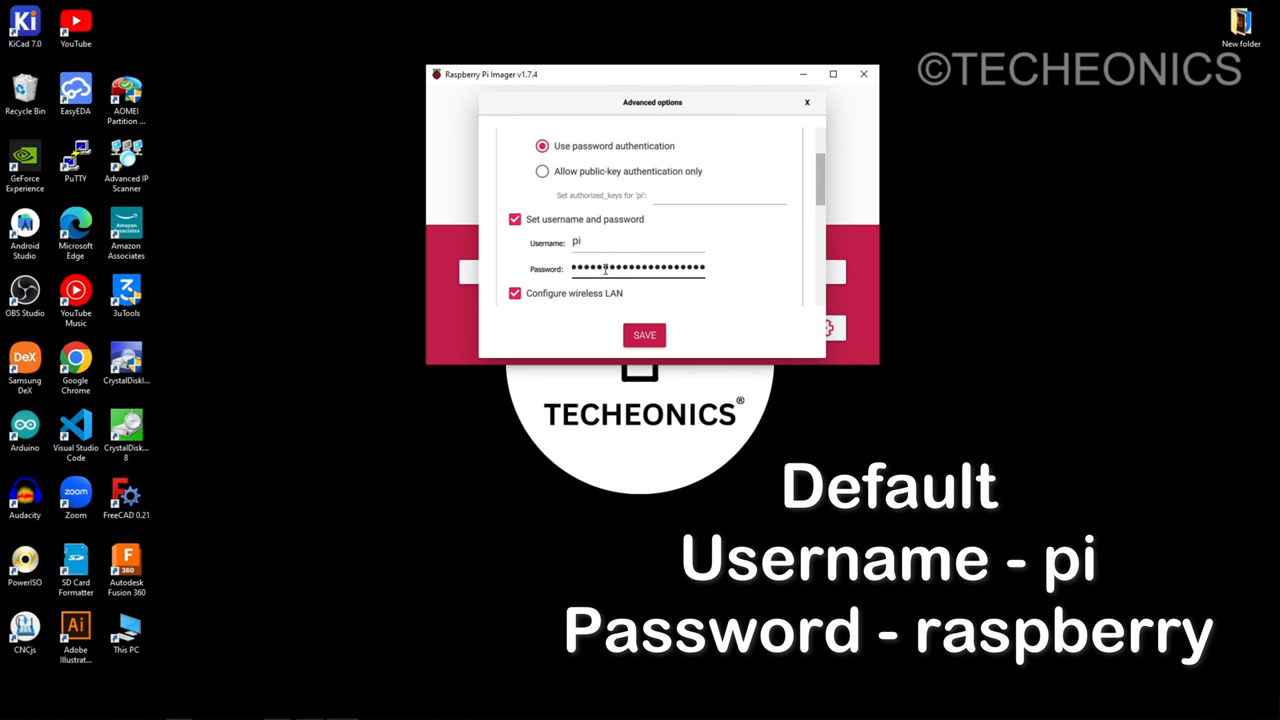 KiCad 7.0
YouTube
New folder
©TECHEONICS
Recycle Bin
EasyEDA
AOMEI
Partition ...
GeForce
Experience
PuTTY
Advanced IP
Scanner
Android
Studio
Microsoft
Edge
Amazon
Associates
OBS Studio
YouTube
Music
3uTools
Samsung
DeX
Google
Chrome
CrystalDiskI...
Arduino
Visual Studio
Code
CrystalDisk...
8
Audacity
Zoom
FreeCAD 0.21
PowerISO
SD Card
Formatter
Autodesk
Fusion 360
CNCjs
Adobe
Illustrat...
This PC
Raspberry Pi Imager v1.7.4
Advanced options
X
Use password authentication
Allow public-key authentication only
Set authorized_keys for 'pi':
Set username and password
Username: pi
Password: •••••••••••••••••••••
Configure wireless LAN
SAVE
TECHEONICS®
Default
Username - pi
Password - raspberry